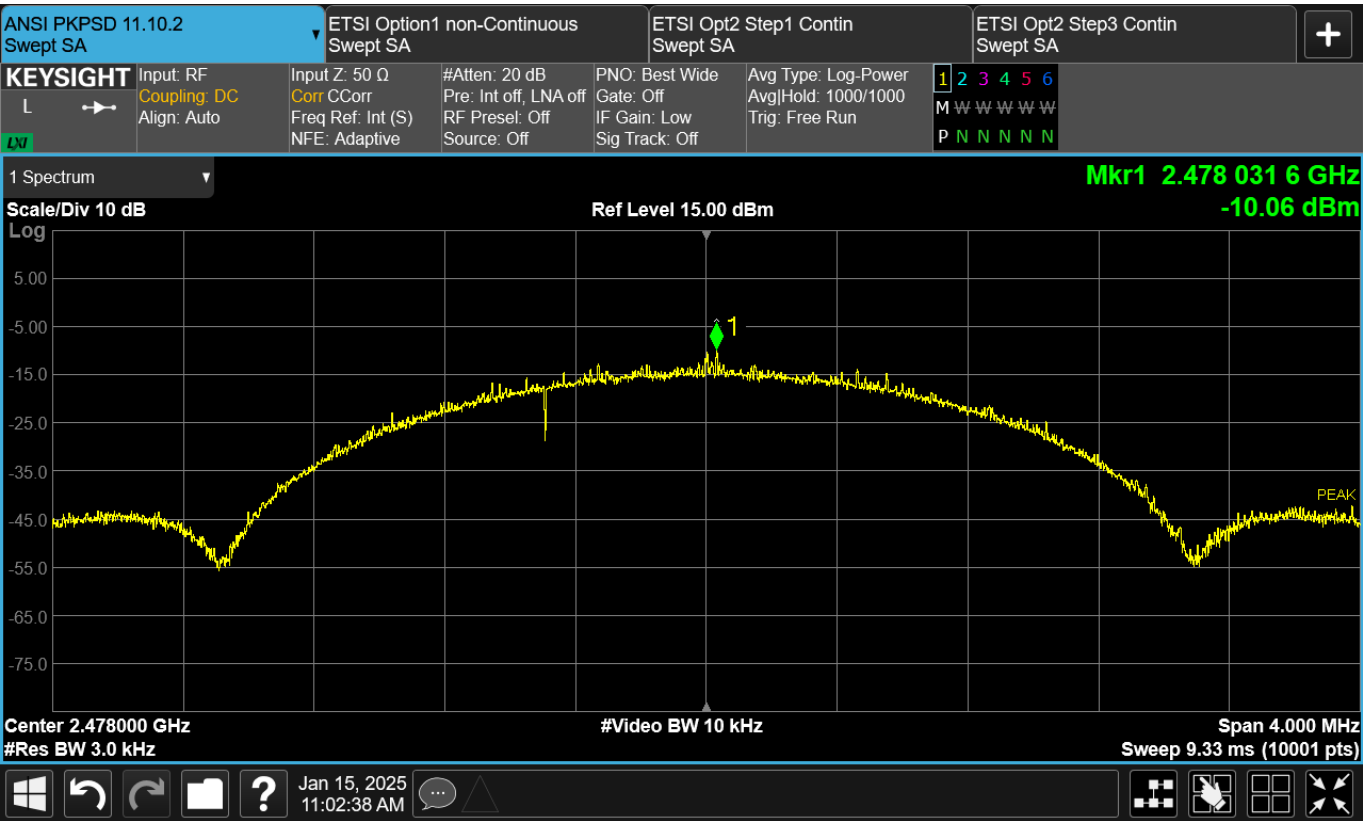 ANSI PKPSD 11.10.2
Swept SA
ETSI Option1 non-Continuous
Swept SA
ETSI Opt2 Step1 Contin
Swept SA
ETSI Opt2 Step3 Contin
Swept SA
KEYSIGHT
L
LXI
Input: RF
Coupling: DC
Align: Auto
Input Z: 50 Ω
Corr CCorr
Freq Ref: Int (S)
NFE: Adaptive
#Atten: 20 dB
Pre: Int off, LNA off
RF Presel: Off
Source: Off
PNO: Best Wide
Gate: Off
IF Gain: Low
Sig Track: Off
Avg Type: Log-Power
Avg|Hold: 1000/1000
Trig: Free Run
1 2 3 4 5 6
M W W W W W
P N N N N N
1 Spectrum
Mkr1 2.478 031 6 GHz
-10.06 dBm
Scale/Div 10 dB
Ref Level 15.00 dBm
Log
5.00
-5.00
-15.0
-25.0
-35.0
-45.0
-55.0
-65.0
-75.0
1
PEAK
Center 2.478000 GHz
#Video BW 10 kHz
Span 4.000 MHz
#Res BW 3.0 kHz
Sweep 9.33 ms (10001 pts)
?
Jan 15, 2025
11:02:38 AM